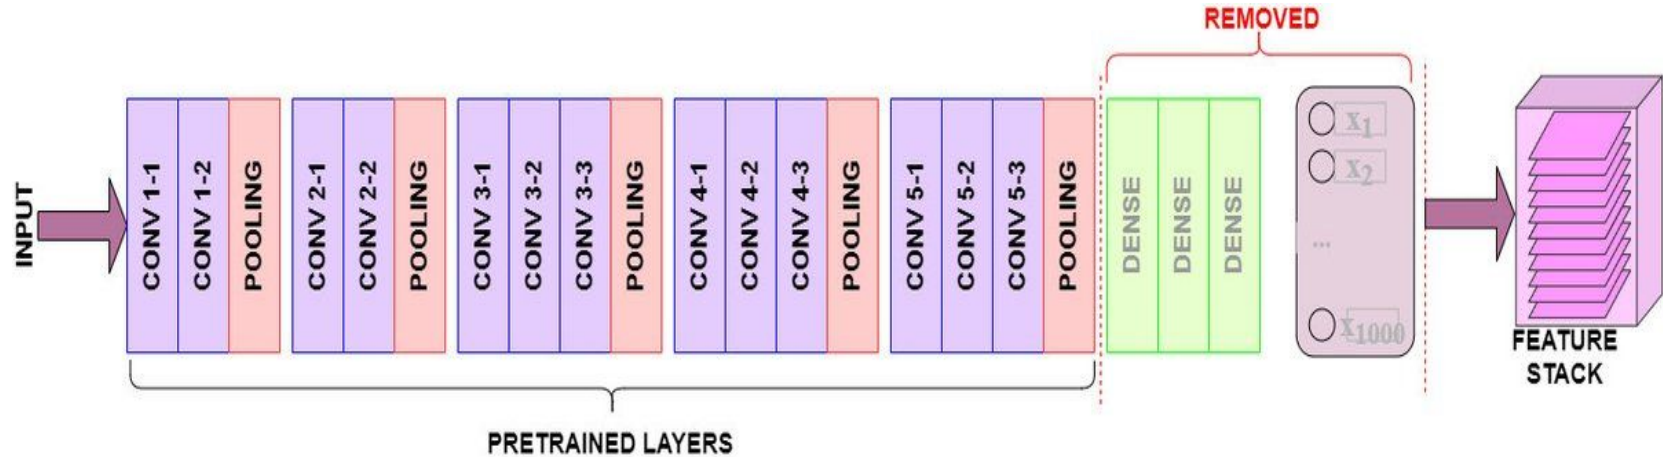 REMOVED
INPUT
CONV 1-1
CONV 1-2
POOLING
CONV 2-1
CONV 2-2
POOLING
CONV 3-1
CONV 3-2
CONV 3-3
POOLING
CONV 4-1
CONV 4-2
CONV 4-3
POOLING
CONV 5-1
CONV 5-2
CONV 5-3
POOLING
DENSE
DENSE
DENSE
x1
x2
...
x1000
FEATURE
STACK
PRETRAINED LAYERS